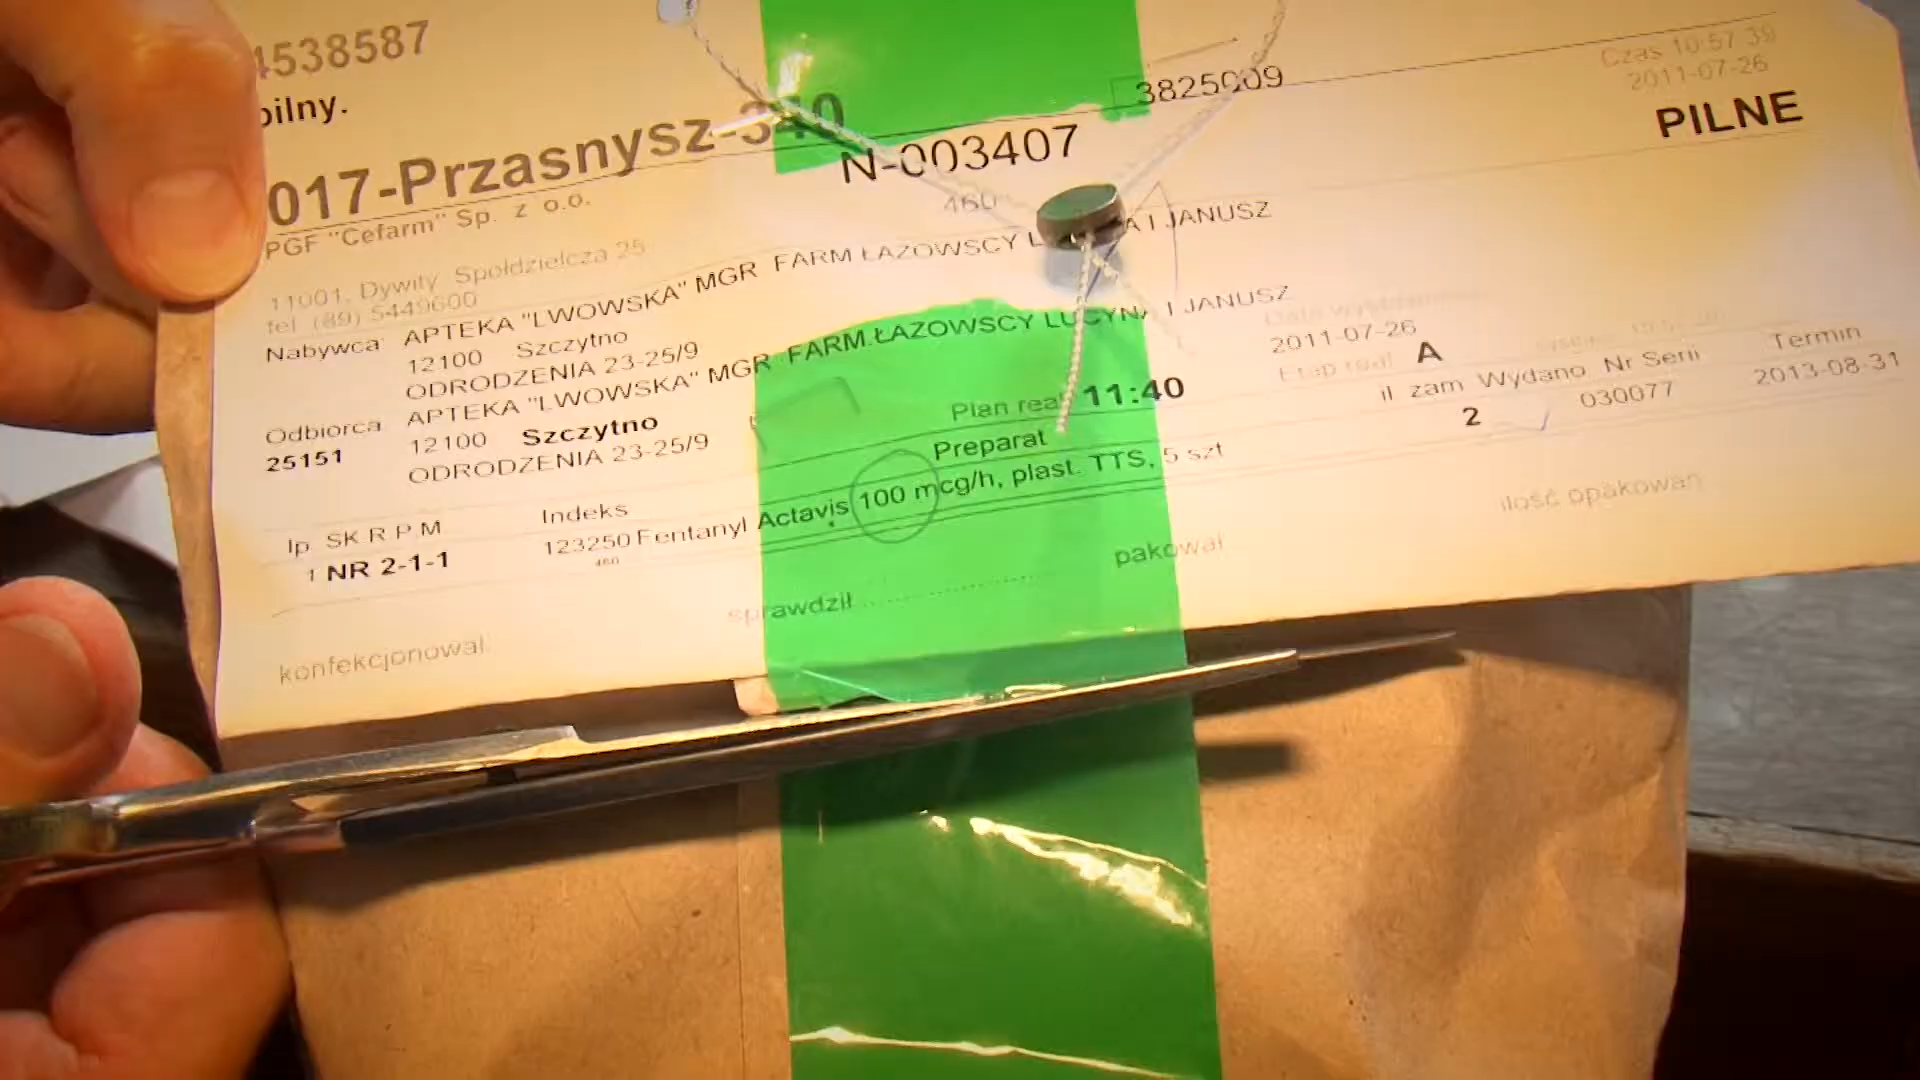 4538587
pilny.
Czas 10:57 39
2011-07-26
3825009
PILNE
017-Przasnysz-340
N-003407
PGF "Cefarm" Sp. z o.o.
460
11001, Dywity Spółdzielcza 25
tel (89) 5449600
Nabywca APTEKA "LWOWSKA" MGR FARM ŁAZOWSCY I JANUSZ
12100 Szczytno
ODRODZENIA 23-25/9
Odbiorca APTEKA "LWOWSKA" MGR FARM.ŁAZOWSCY LUCYNA I JANUSZ
25151 12100 Szczytno
ODRODZENIA 23-25/9
2011-07-26
Plan real 11:40 Etap real A
lp SK R P M Indeks Preparat il zam Wydano Nr Serii Termin
1 NR 2-1-1 123250 Fentanyl Actavis 100 mcg/h, plast. TTS, 5 szt 2 030077 2013-08-31
460
konfekcjonował sprawdził .................. pakował ilość opakowań